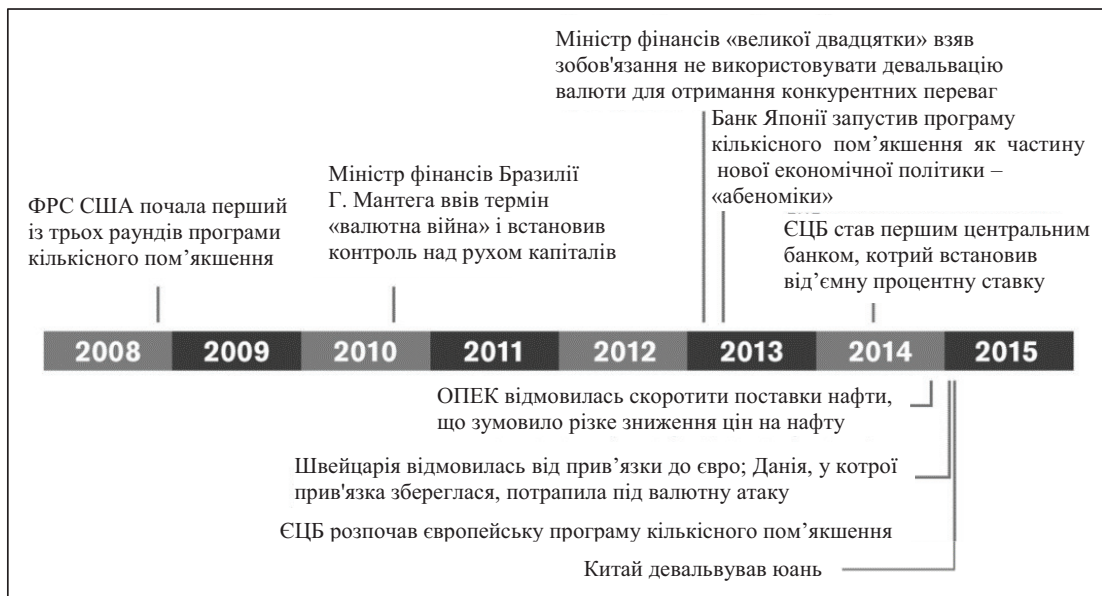 Міністр фінансів «великої двадцятки» взяв
зобов'язання не використовувати девальвацію
валюти для отримання конкурентних переваг
Банк Японії запустив програму
кількісного пом’якшення як частину
нової економічної політики –
«абеноміки»
Міністр фінансів Бразилії
Г. Мантега ввів термін
«валютна війна» і встановив
контроль над рухом капіталів
ФРС США почала перший
із трьох раундів програми
кількісного пом’якшення
ЄЦБ став першим центральним
банком, котрий встановив
від’ємну процентну ставку
2008 2009 2010 2011 2012 2013 2014 2015
ОПЕК відмовилась скоротити поставки нафти,
що зумовило різке зниження цін на нафту
Швейцарія відмовилась від прив’язки до євро; Данія, у котрої
прив'язка збереглася, потрапила під валютну атаку
ЄЦБ розпочав європейську програму кількісного пом’якшення
Китай девальвував юань